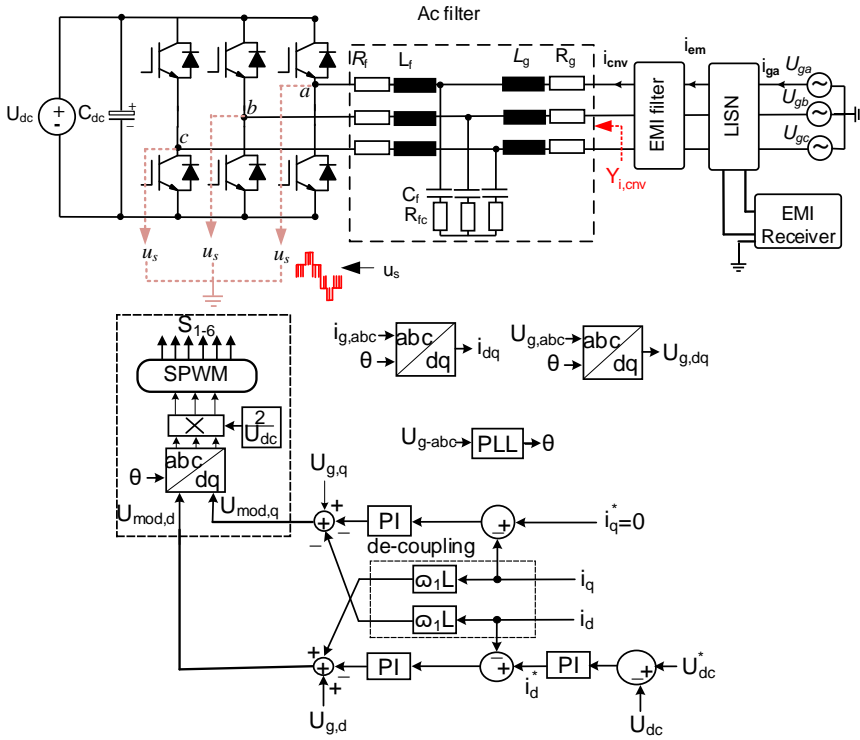 Ac filter
R_f L_f L_g R_g i_cnv i_em i_ga U_ga
U_gb
U_gc
U_dc C_dc + −
+ -
a
b
c
EMI filter
LISN
Y_i,cnv
C_f
R_fc
EMI
Receiver
u_s u_s u_s u_s
S_1-6
SPWM
×
2
U_dc
abc
dq
θ
U_mod,d U_mod,q
i_g,abc
θ
abc
dq
i_dq
U_g,abc
θ
abc
dq
U_g,dq
U_g-abc PLL θ
U_g,q
+ + − − PI − + i_q^*=0
de-coupling
ω_1L i_q
ω_1L i_d
+ + + − PI − + i_d^* PI − + U_dc^*
U_g,d
U_dc